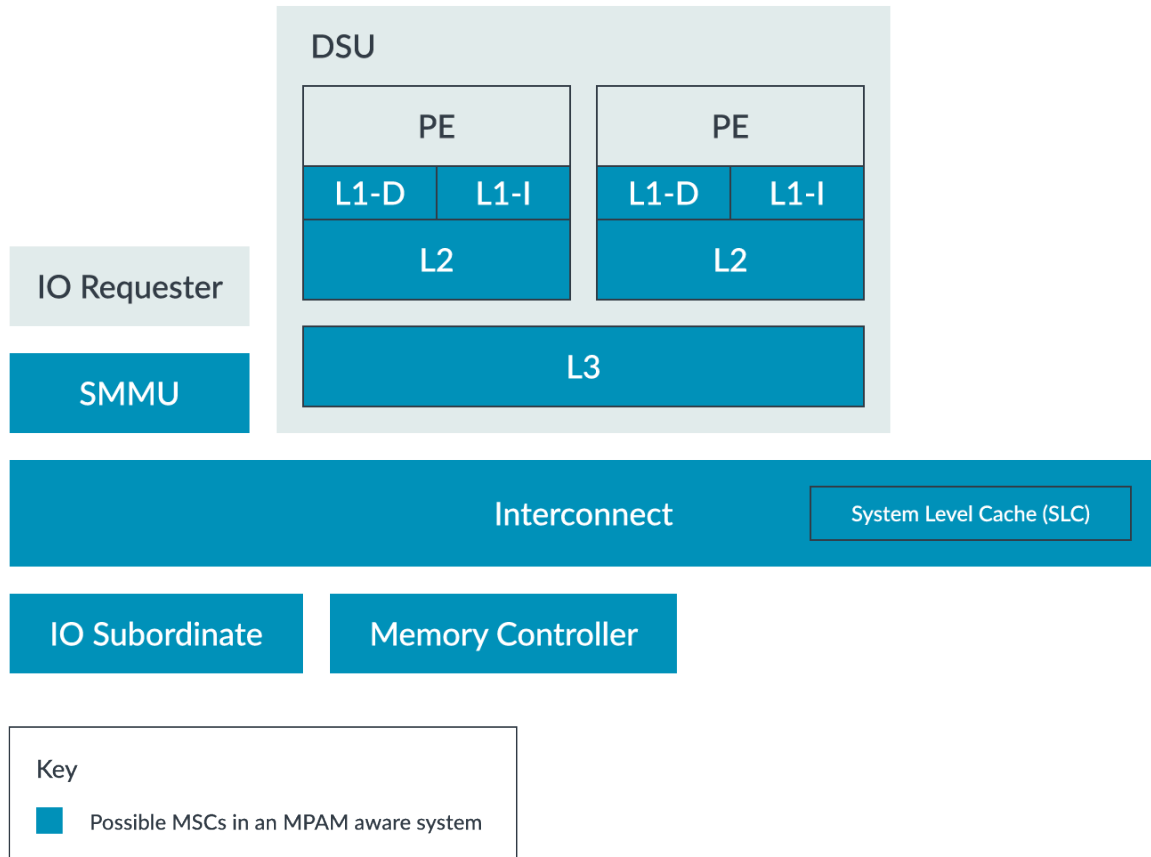 DSU
PE
PE
L1-D
L1-I
L1-D
L1-I
L2
L2
IO Requester
L3
SMMU
Interconnect
System Level Cache (SLC)
IO Subordinate
Memory Controller
Key
Possible MSCs in an MPAM aware system